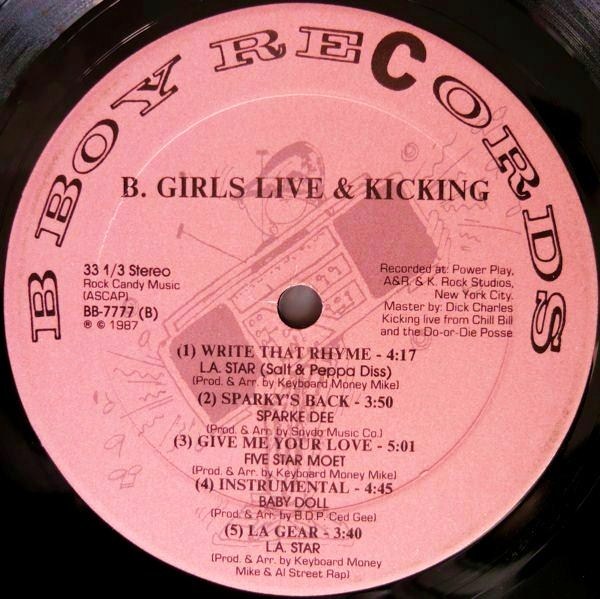 B BOY RECORDS
B. GIRLS LIVE & KICKING
33 1/3 Stereo
Rock Candy Music
(ASCAP)
BB-7777 (B)
℗ © 1987
Recorded at: Power Play,
A&R. & K. Rock Studios,
New York City.
Master by: Dick Charles
Kicking live from Chill Bill
and the Do-or-Die Posse
(1) WRITE THAT RHYME - 4:17
L.A. STAR (Salt & Peppa Diss)
(Prod. & Arr. by Keyboard Money Mike)
(2) SPARKY'S BACK - 3:50
SPARKE DEE
(Prod. & Arr. by Spydo Music Co.)
(3) GIVE ME YOUR LOVE - 5:01
FIVE STAR MOET
(Prod. & Arr. by Keyboard Money Mike)
(4) INSTRUMENTAL - 4:45
BABY DOLL
(Prod. & Arr. by B.D.P. Ced Gee)
(5) LA GEAR - 3:40
L.A. STAR
(Prod. & Arr. by Keyboard Money
Mike & Al Street Rap)